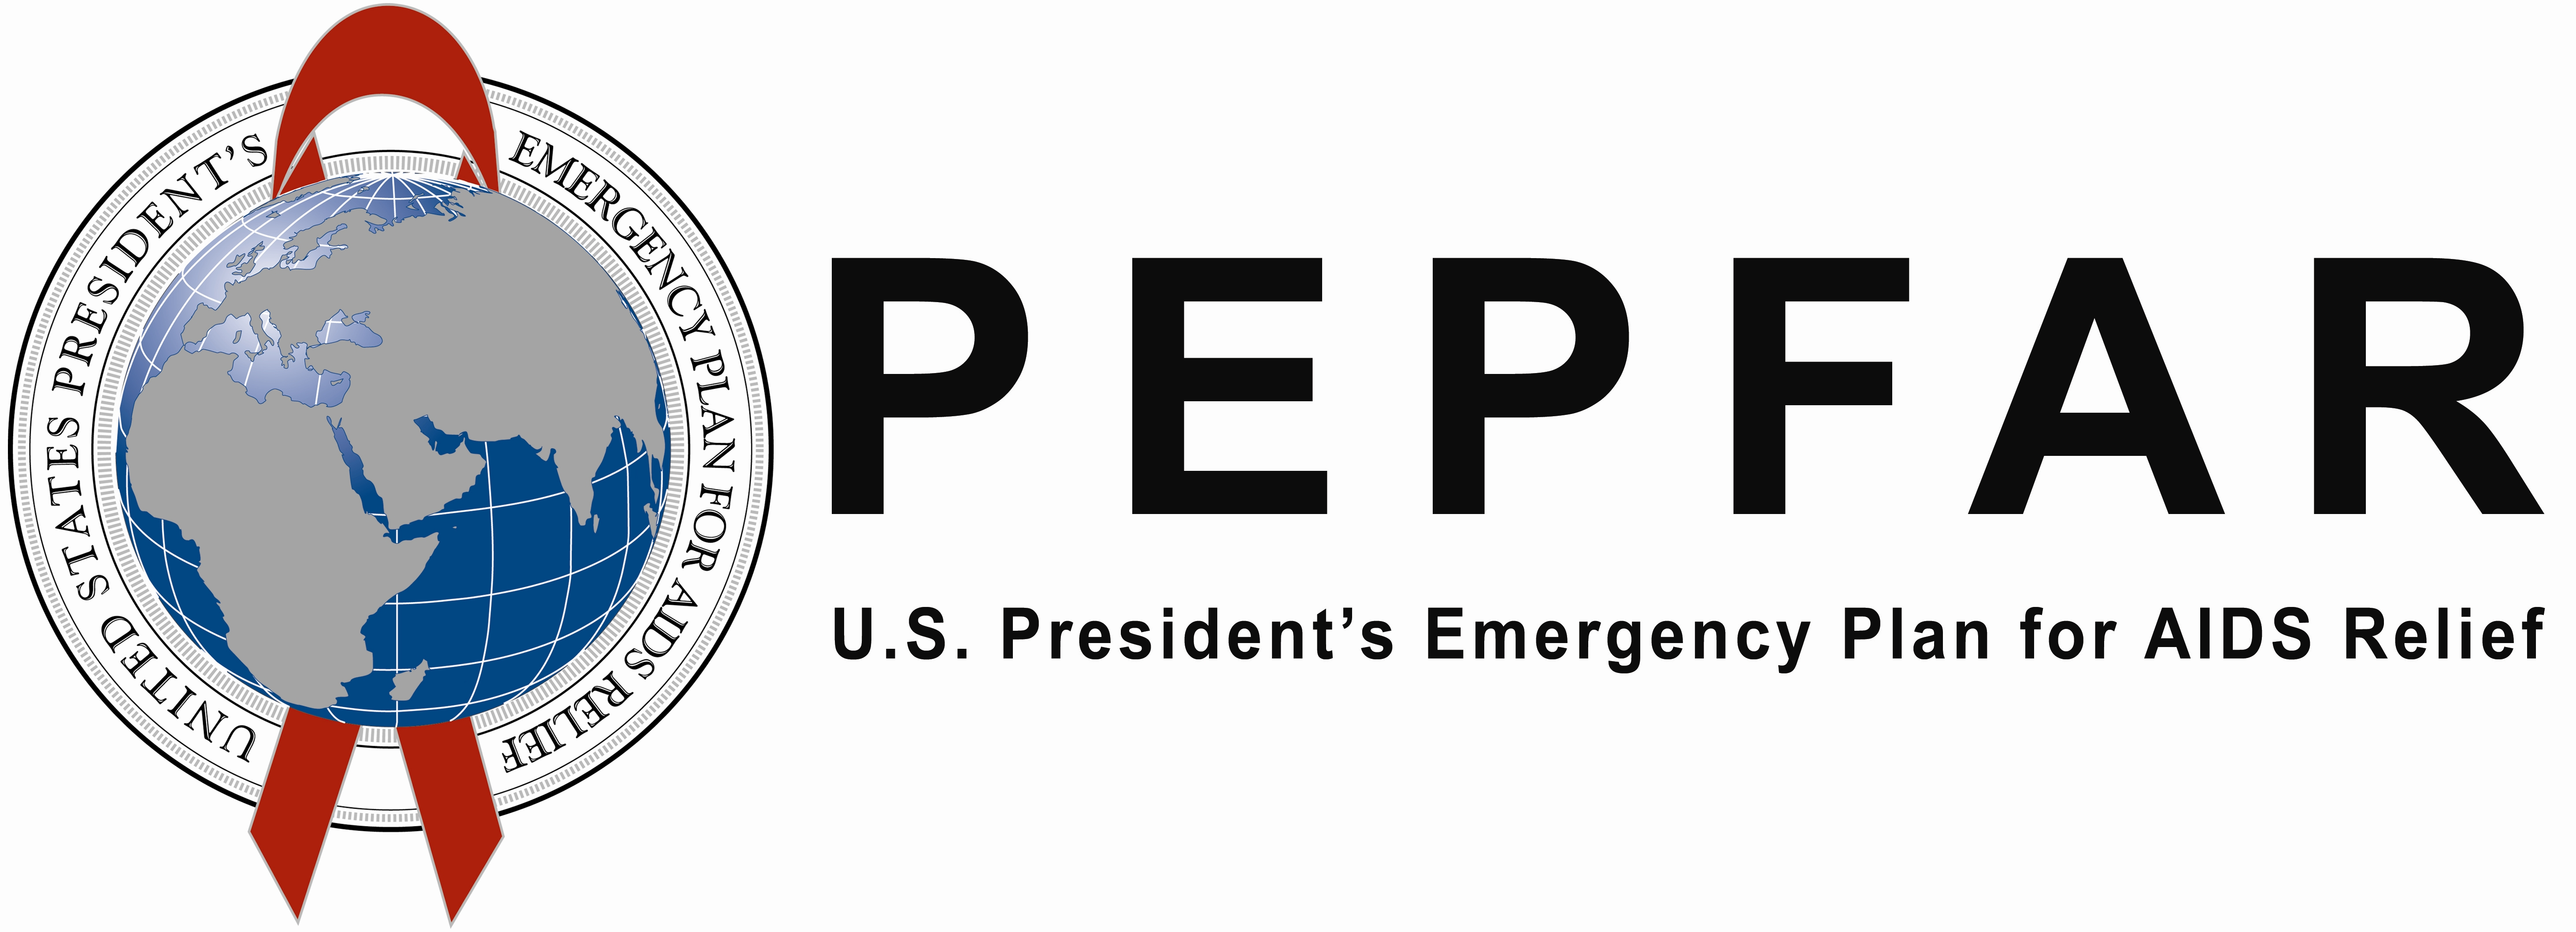 UNITED STATES PRESIDENT’S EMERGENCY PLAN FOR AIDS RELIEF
PEPFAR
U.S. President’s Emergency Plan for AIDS Relief